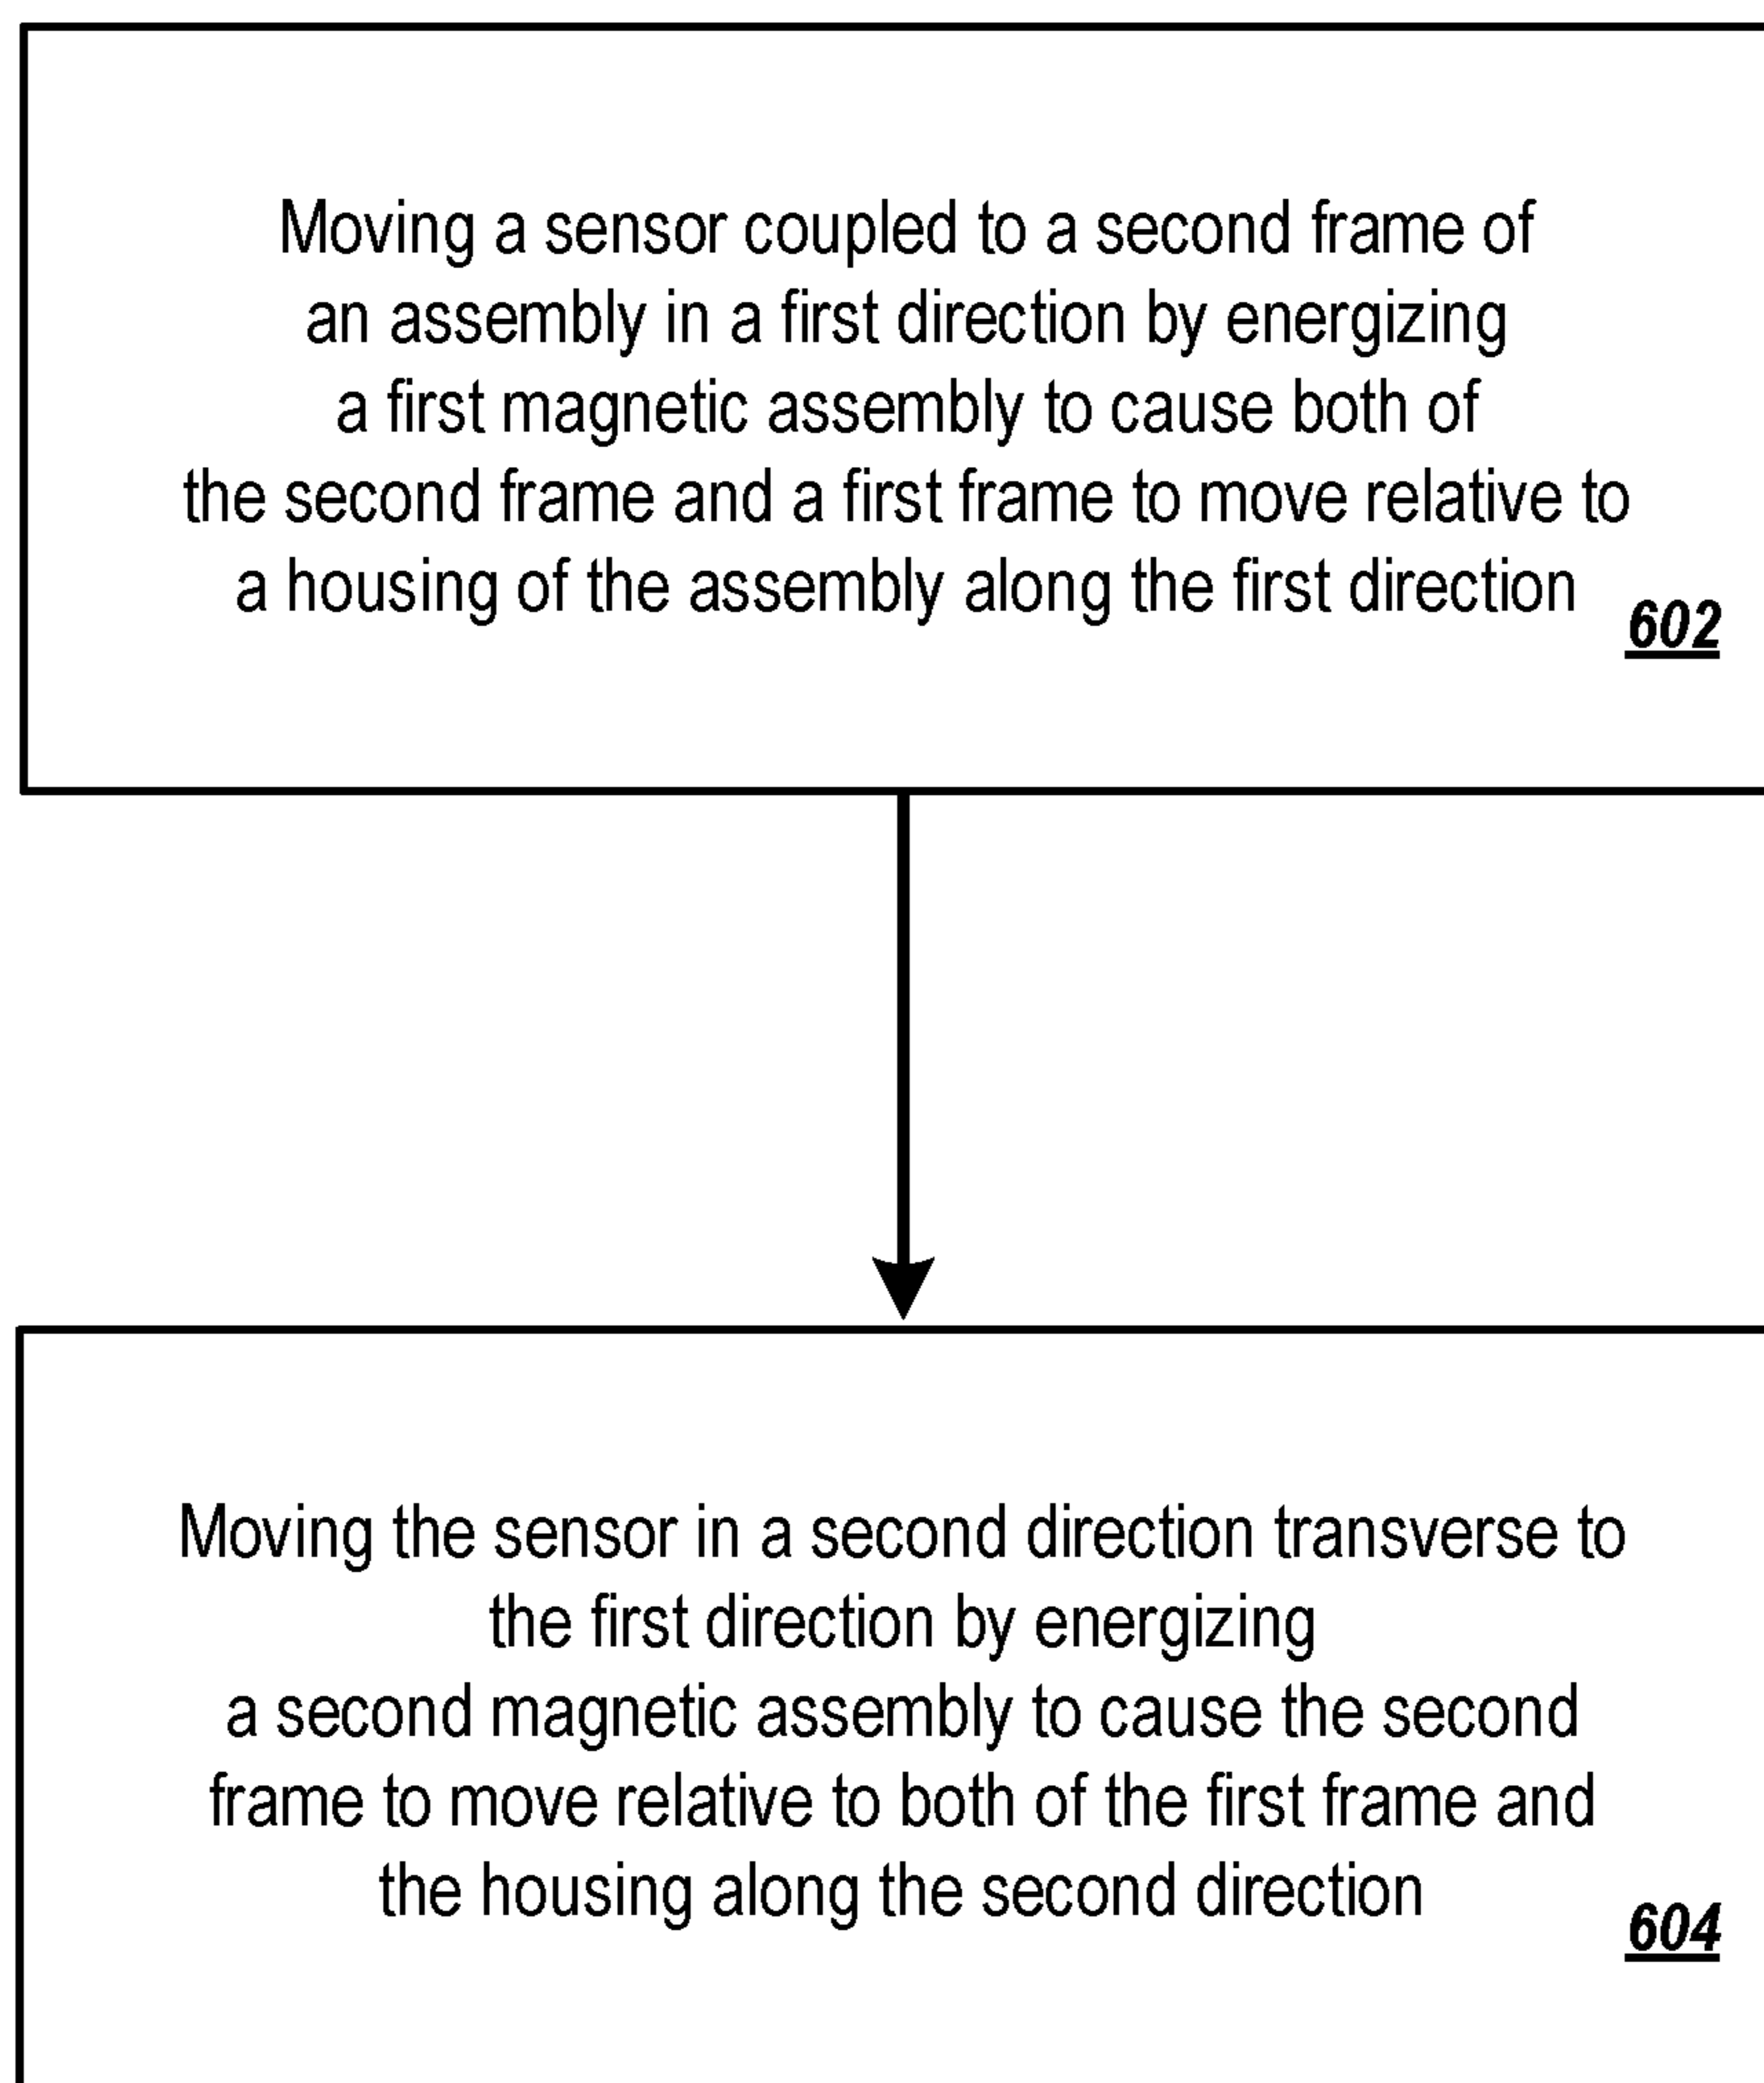 Moving a sensor coupled to a second frame of
an assembly in a first direction by energizing
a first magnetic assembly to cause both of
the second frame and a first frame to move relative to
a housing of the assembly along the first direction
602
Moving the sensor in a second direction transverse to
the first direction by energizing
a second magnetic assembly to cause the second
frame to move relative to both of the first frame and
the housing along the second direction
604